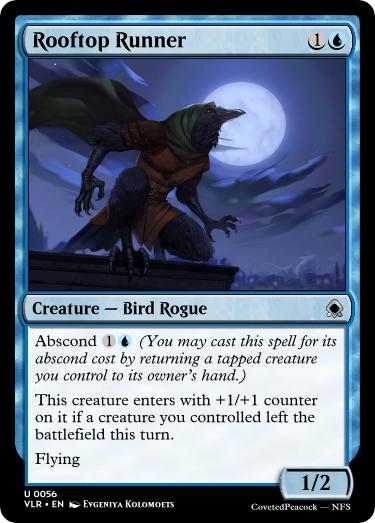 Rooftop Runner 1
Creature — Bird Rogue
Abscond 1 (You may cast this spell for its
abscond cost by returning a tapped creature
you control to its owner's hand.)
This creature enters with +1/+1 counter
on it if a creature you controlled left the
battlefield this turn.
Flying
1/2
U 0056
VLR • EN Evgeniya Kolomoets
CovetedPeacock — NFS